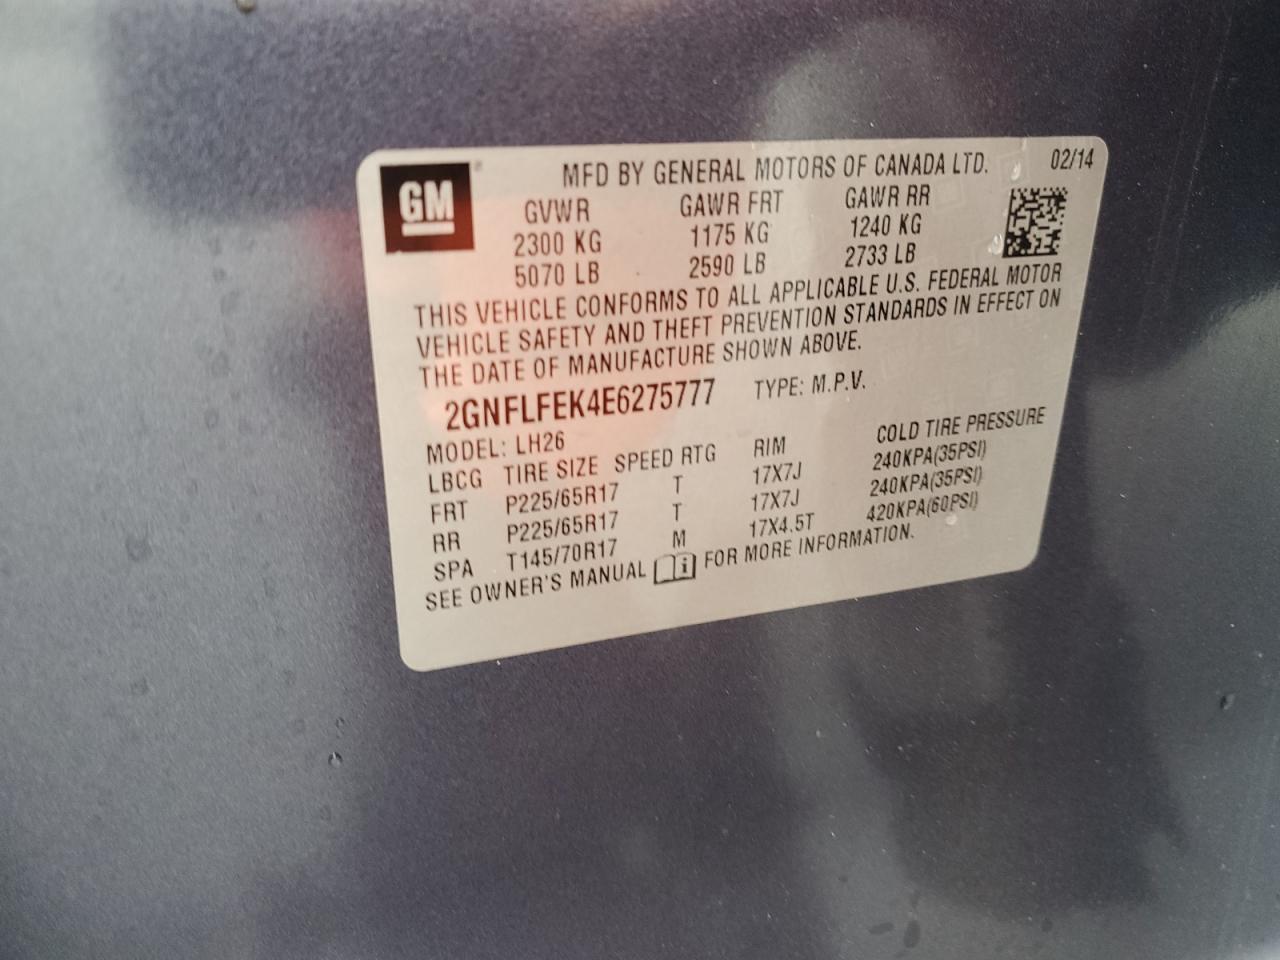 GM
MFD BY GENERAL MOTORS OF CANADA LTD. 02/14
GVWR GAWR FRT GAWR RR
2300 KG 1175 KG 1240 KG
5070 LB 2590 LB 2733 LB
THIS VEHICLE CONFORMS TO ALL APPLICABLE U.S. FEDERAL MOTOR
VEHICLE SAFETY AND THEFT PREVENTION STANDARDS IN EFFECT ON
THE DATE OF MANUFACTURE SHOWN ABOVE.
2GNFLFEK4E6275777 TYPE: M.P.V.
MODEL: LH26
LBCG TIRE SIZE SPEED RTG RIM COLD TIRE PRESSURE
FRT P225/65R17 T 17X7J 240KPA(35PSI)
RR P225/65R17 T 17X7J 240KPA(35PSI)
SPA T145/70R17 M 17X4.5T 420KPA(60PSI)
SEE OWNER'S MANUAL i FOR MORE INFORMATION.